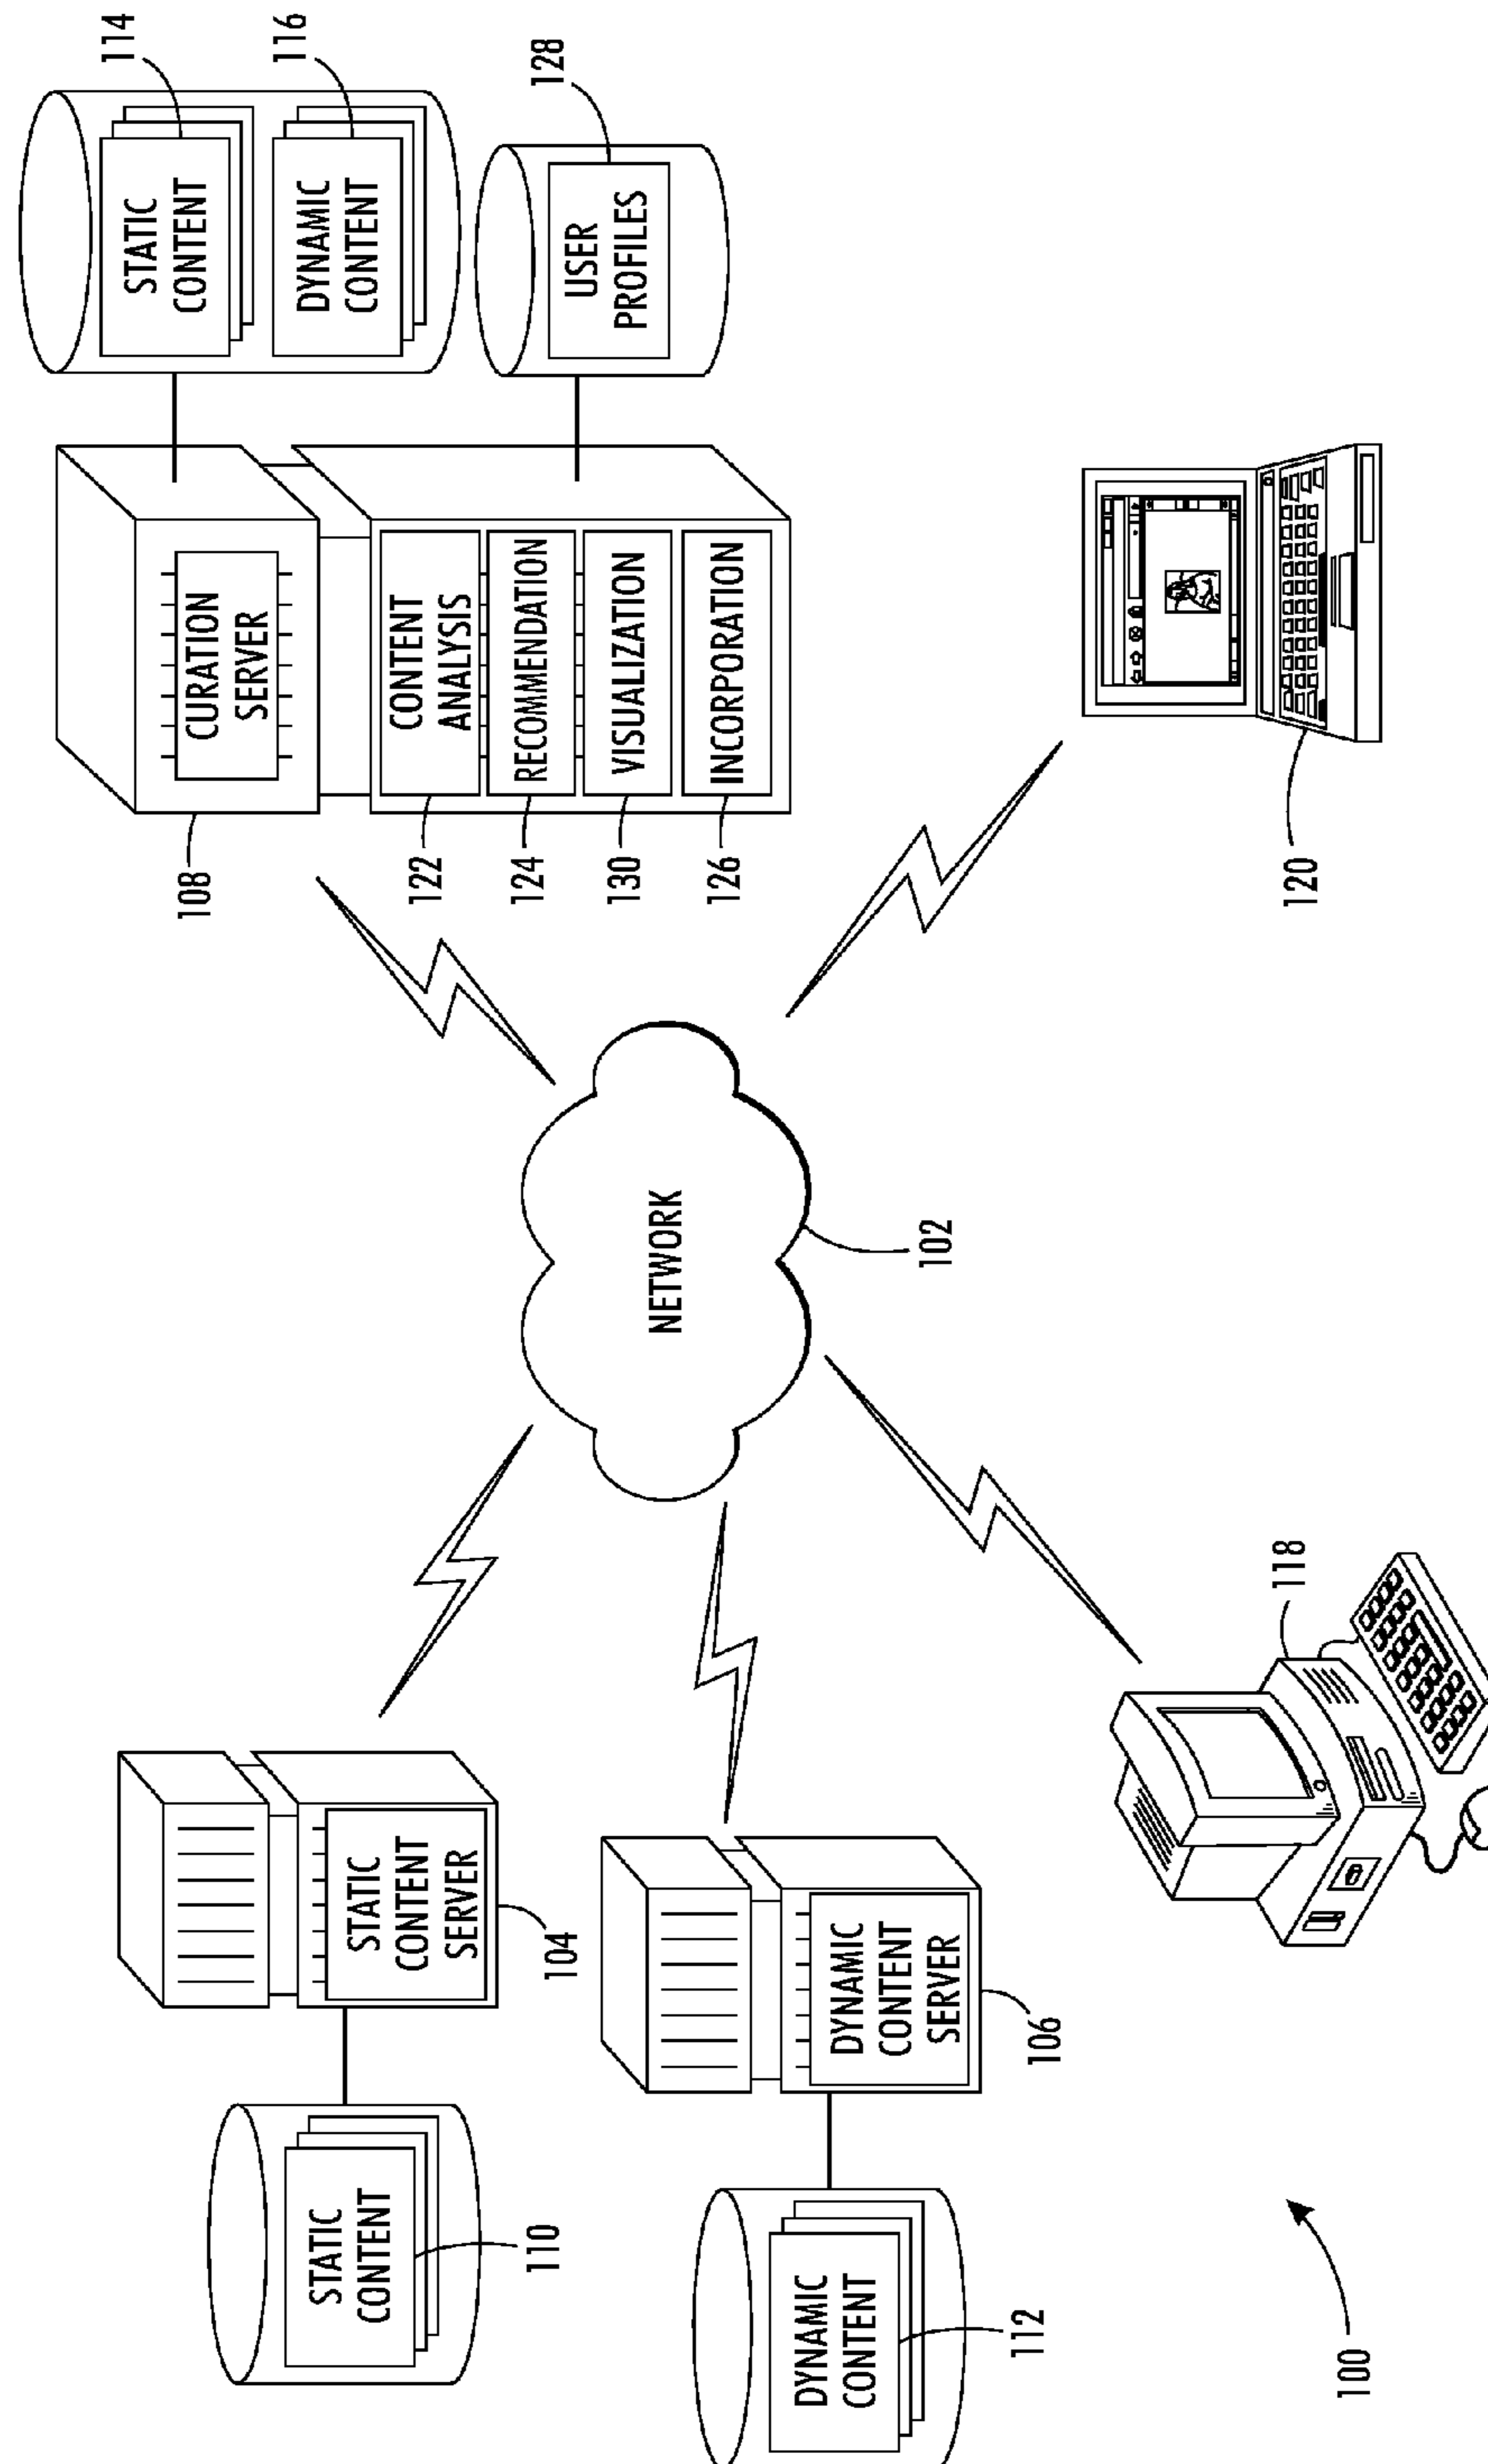 114
STATIC
CONTENT
116
DYNAMIC
CONTENT
128
USER
PROFILES
CURATION
SERVER
108
CONTENT
ANALYSIS
122
RECOMMENDATION
124
VISUALIZATION
130
INCORPORATION
126
120
NETWORK
102
STATIC
CONTENT
SERVER
104
DYNAMIC
CONTENT
SERVER
106
118
STATIC
CONTENT
110
DYNAMIC
CONTENT
112
100